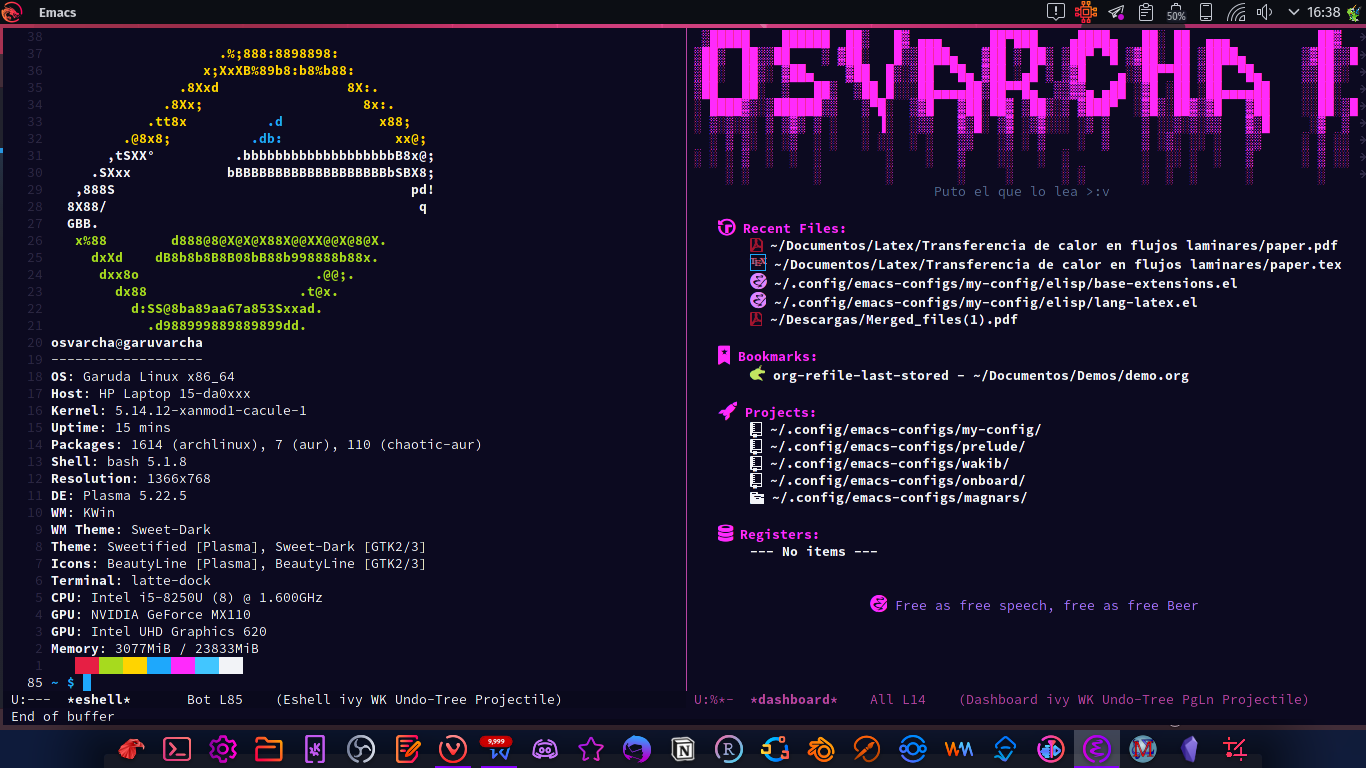 Emacs
50%
16:38
38
37 .%;888:8898898:
36 x;XxXB%89b8:b8%b88:
35 .8Xxd 8X:.
34 .8Xx; 8x:.
33 .tt8x .d x88;
32 .@8x8; .db: xx@;
31 ,tSXX° .bbbbbbbbbbbbbbbbbbbB8x@;
30 .SXxx bBBBBBBBBBBBBBBBBBBBbSBX8;
29 ,888S pd!
28 8X88/ q
27 GBB.
26 x%88 d888@8@X@X@X88X@@XX@@X@8@X.
25 dxXd dB8b8b8B8B08bB88b998888b88x.
24 dxx8o .@@;.
23 dx88 .t@x.
22 d:SS@8ba89aa67a853Sxxad.
21 .d988999889889899dd.
20 osvarcha@garuvarcha
19 -------------------
18 OS: Garuda Linux x86_64
17 Host: HP Laptop 15-da0xxx
16 Kernel: 5.14.12-xanmod1-cacule-1
15 Uptime: 15 mins
14 Packages: 1614 (archlinux), 7 (aur), 110 (chaotic-aur)
13 Shell: bash 5.1.8
12 Resolution: 1366x768
11 DE: Plasma 5.22.5
10 WM: KWin
9 WM Theme: Sweet-Dark
8 Theme: Sweetified [Plasma], Sweet-Dark [GTK2/3]
7 Icons: BeautyLine [Plasma], BeautyLine [GTK2/3]
6 Terminal: latte-dock
5 CPU: Intel i5-8250U (8) @ 1.600GHz
4 GPU: NVIDIA GeForce MX110
3 GPU: Intel UHD Graphics 620
2 Memory: 3077MiB / 23833MiB
1
85 ~ $
U:--- *eshell* Bot L85 (Eshell ivy WK Undo-Tree Projectile)
End of buffer
OSVARCHA
Puto el que lo lea >:v
Recent Files:
~/Documentos/Latex/Transferencia de calor en flujos laminares/paper.pdf
~/Documentos/Latex/Transferencia de calor en flujos laminares/paper.tex
~/.config/emacs-configs/my-config/elisp/base-extensions.el
~/.config/emacs-configs/my-config/elisp/lang-latex.el
~/Descargas/Merged_files(1).pdf
Bookmarks:
org-refile-last-stored - ~/Documentos/Demos/demo.org
Projects:
~/.config/emacs-configs/my-config/
~/.config/emacs-configs/prelude/
~/.config/emacs-configs/wakib/
~/.config/emacs-configs/onboard/
~/.config/emacs-configs/magnars/
Registers:
--- No items ---
Free as free speech, free as free Beer
U:%*- *dashboard* All L14 (Dashboard ivy WK Undo-Tree PgLn Projectile)
9,999